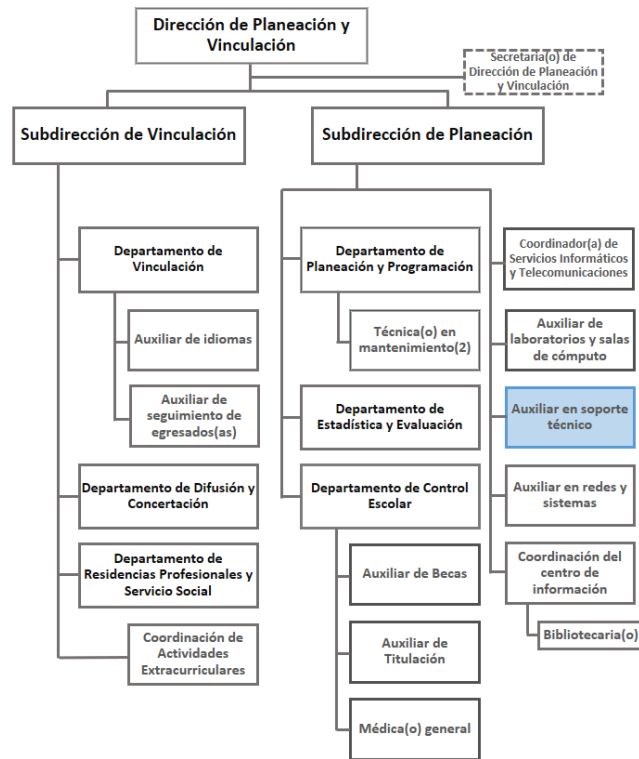 Dirección de Planeación y
Vinculación
Secretaria(o) de
Dirección de Planeación
y Vinculación
Subdirección de Vinculación
Subdirección de Planeación
Departamento de
Vinculación
Auxiliar de idiomas
Auxiliar de
seguimiento de
egresados(as)
Departamento de Difusión y
Concertación
Departamento de
Residencias Profesionales y
Servicio Social
Coordinación de
Actividades
Extracurriculares
Departamento de
Planeación y Programación
Técnica(o) en
mantenimiento(2)
Departamento de
Estadística y Evaluación
Departamento de Control
Escolar
Auxiliar de Becas
Auxiliar de
Titulación
Médica(o) general
Coordinador(a) de
Servicios Informáticos
y Telecomunicaciones
Auxiliar de
laboratorios y salas
de cómputo
Auxiliar en soporte
técnico
Auxiliar en redes y
sistemas
Coordinación del
centro de
información
Bibliotecaria(o)